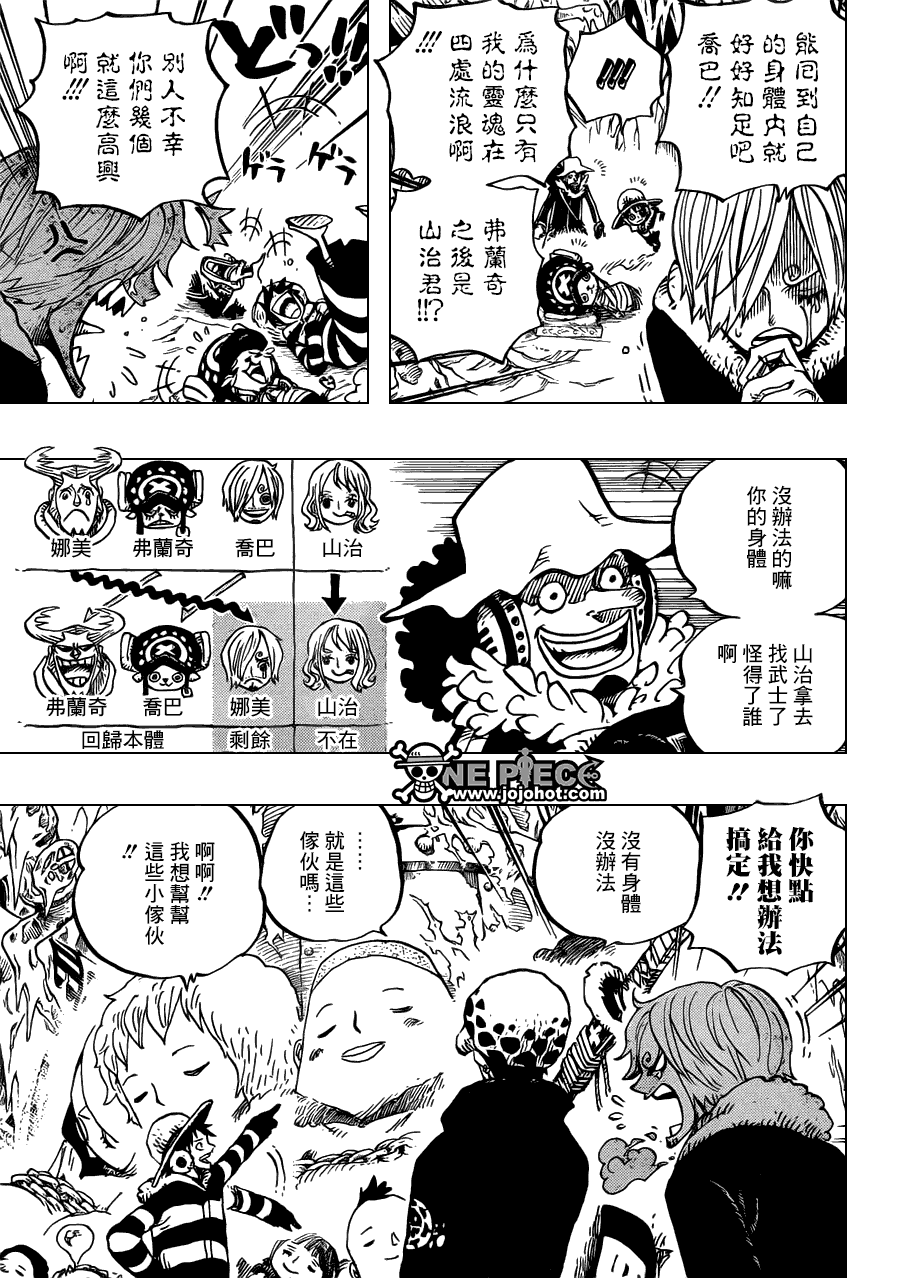 能回到自己
的身體內就
好好知足吧
喬巴!!
!!!
爲什麼只有
我的靈魂在
四處流浪啊
!!!
弗蘭奇
之後是
山治君
!!?
ど
っ
ゲラ
ゲラ
別人不幸
你們幾個
就這麼高興
啊!!!
沒辦法的嘛
你的身體
山治拿去
找武士了
怪得了誰
啊
娜美 弗蘭奇 喬巴 山治
弗蘭奇 喬巴 娜美 山治
回歸本體 剩餘 不在
ONE PIECE
www.jojohot.com
你快點
給我想辦法
搞定!!
沒有身體
沒辦法
……
就是這些
傢伙嗎…
啊啊!!
我想幫幫
這些小傢伙
!!